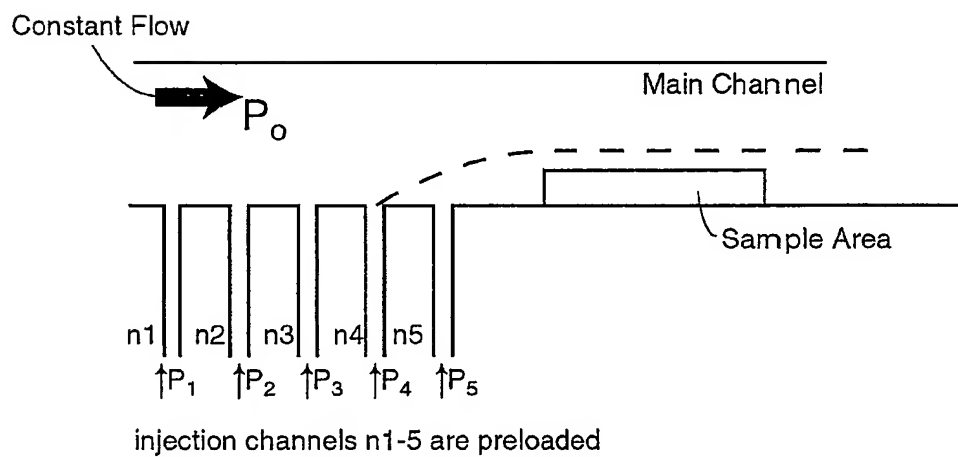 Constant Flow
Main Channel
Po
Sample Area
n1 n2 n3 n4 n5
↑P1 ↑P2 ↑P3 ↑P4 ↑P5
injection channels n1-5 are preloaded